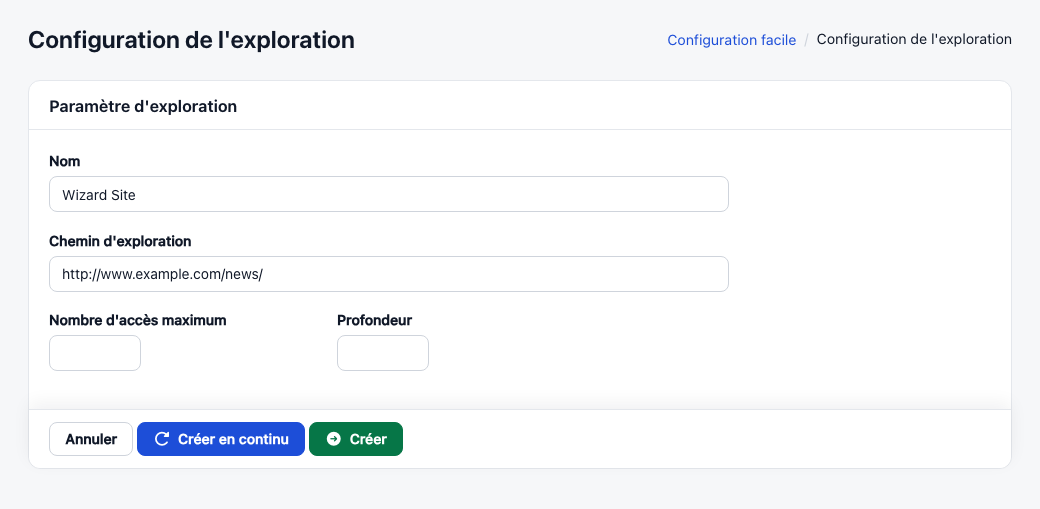 Configuration de l'exploration
Configuration facile / Configuration de l'exploration
Paramètre d'exploration
Nom
Wizard Site
Chemin d'exploration
http://www.example.com/news/
Nombre d'accès maximum Profondeur
Annuler Créer en continu Créer